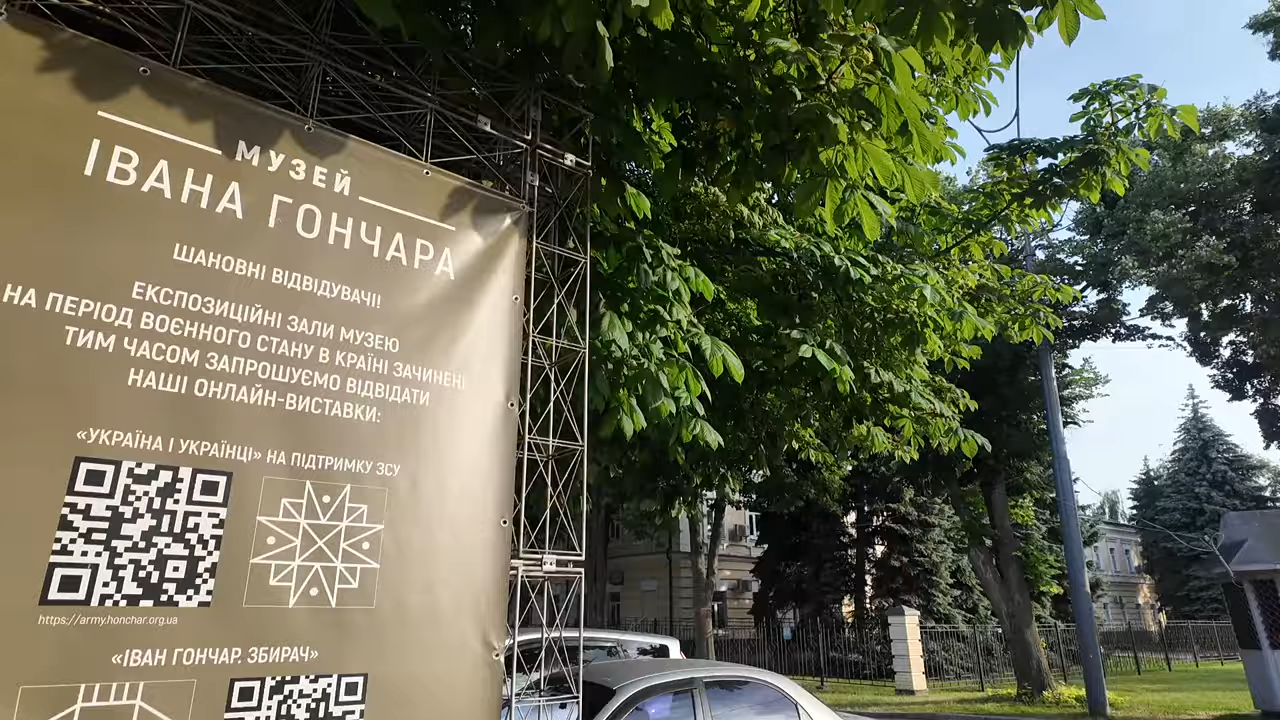 МУЗЕЙ
ІВАНА ГОНЧАРА
ШАНОВНІ ВІДВІДУВАЧІ!
ЕКСПОЗИЦІЙНІ ЗАЛИ МУЗЕЮ
НА ПЕРІОД ВОЄННОГО СТАНУ В КРАЇНІ ЗАЧИНЕНІ
ТИМ ЧАСОМ ЗАПРОШУЄМО ВІДВІДАТИ
НАШІ ОНЛАЙН-ВИСТАВКИ:
«УКРАЇНА І УКРАЇНЦІ» НА ПІДТРИМКУ ЗСУ
https://army.honchar.org.ua
«ІВАН ГОНЧАР. ЗБИРАЧ»